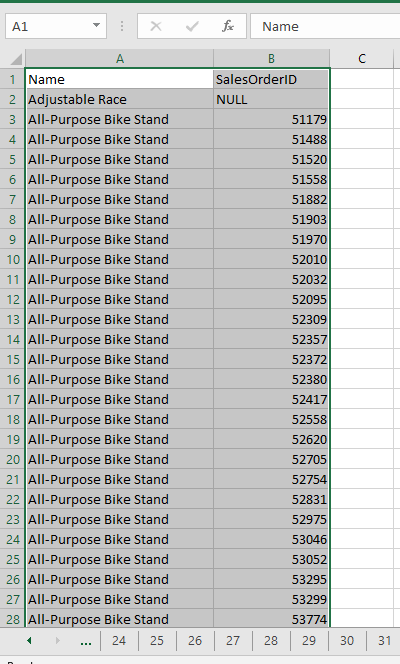 A1 fx Name
A B C
1 Name SalesOrderID
2 Adjustable Race NULL
3 All-Purpose Bike Stand 51179
4 All-Purpose Bike Stand 51488
5 All-Purpose Bike Stand 51520
6 All-Purpose Bike Stand 51558
7 All-Purpose Bike Stand 51882
8 All-Purpose Bike Stand 51903
9 All-Purpose Bike Stand 51970
10 All-Purpose Bike Stand 52010
11 All-Purpose Bike Stand 52032
12 All-Purpose Bike Stand 52095
13 All-Purpose Bike Stand 52309
14 All-Purpose Bike Stand 52357
15 All-Purpose Bike Stand 52372
16 All-Purpose Bike Stand 52380
17 All-Purpose Bike Stand 52417
18 All-Purpose Bike Stand 52558
19 All-Purpose Bike Stand 52620
20 All-Purpose Bike Stand 52705
21 All-Purpose Bike Stand 52754
22 All-Purpose Bike Stand 52831
23 All-Purpose Bike Stand 52975
24 All-Purpose Bike Stand 53046
25 All-Purpose Bike Stand 53052
26 All-Purpose Bike Stand 53295
27 All-Purpose Bike Stand 53299
28 All-Purpose Bike Stand 53774
... 24 25 26 27 28 29 30 31